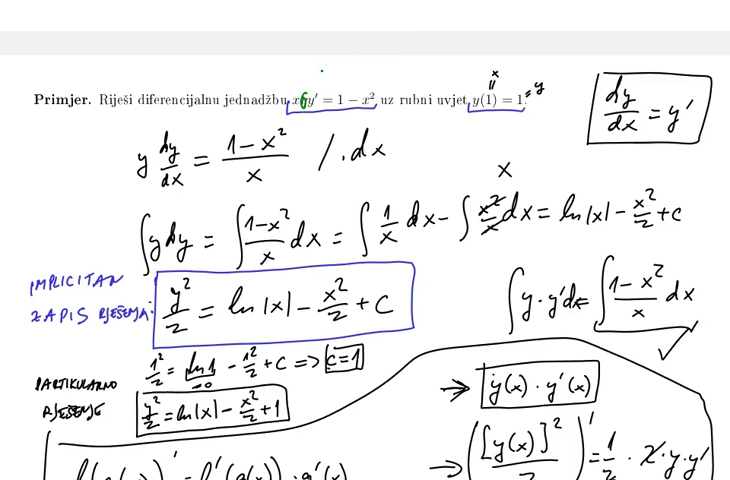 Primjer. Riješi diferencijalnu jednadžbu xyy' = 1 − x², uz rubni uvjet y(1) = 1.
x
= y
dy/dx = y'
y dy/dx = (1−x²)/x /·dx
x
∫y dy = ∫(1−x²)/x dx = ∫1/x dx − ∫x²/x dx = ln|x| − x²/2 + c
IMPLICITAN
ZAPIS RJEŠENJA:
y²/2 = ln|x| − x²/2 + c
∫y·y'dx = ∫(1−x²)/x dx
1²/2 = ln1 − 1²/2 + c => c=1
=0
PARTIKULARNO
RJEŠENJE
y²/2 = ln|x| − x²/2 + 1
→ y(x)·y'(x)
→ ([y(x)]²/2)' = 1/2 · 2·y·y'